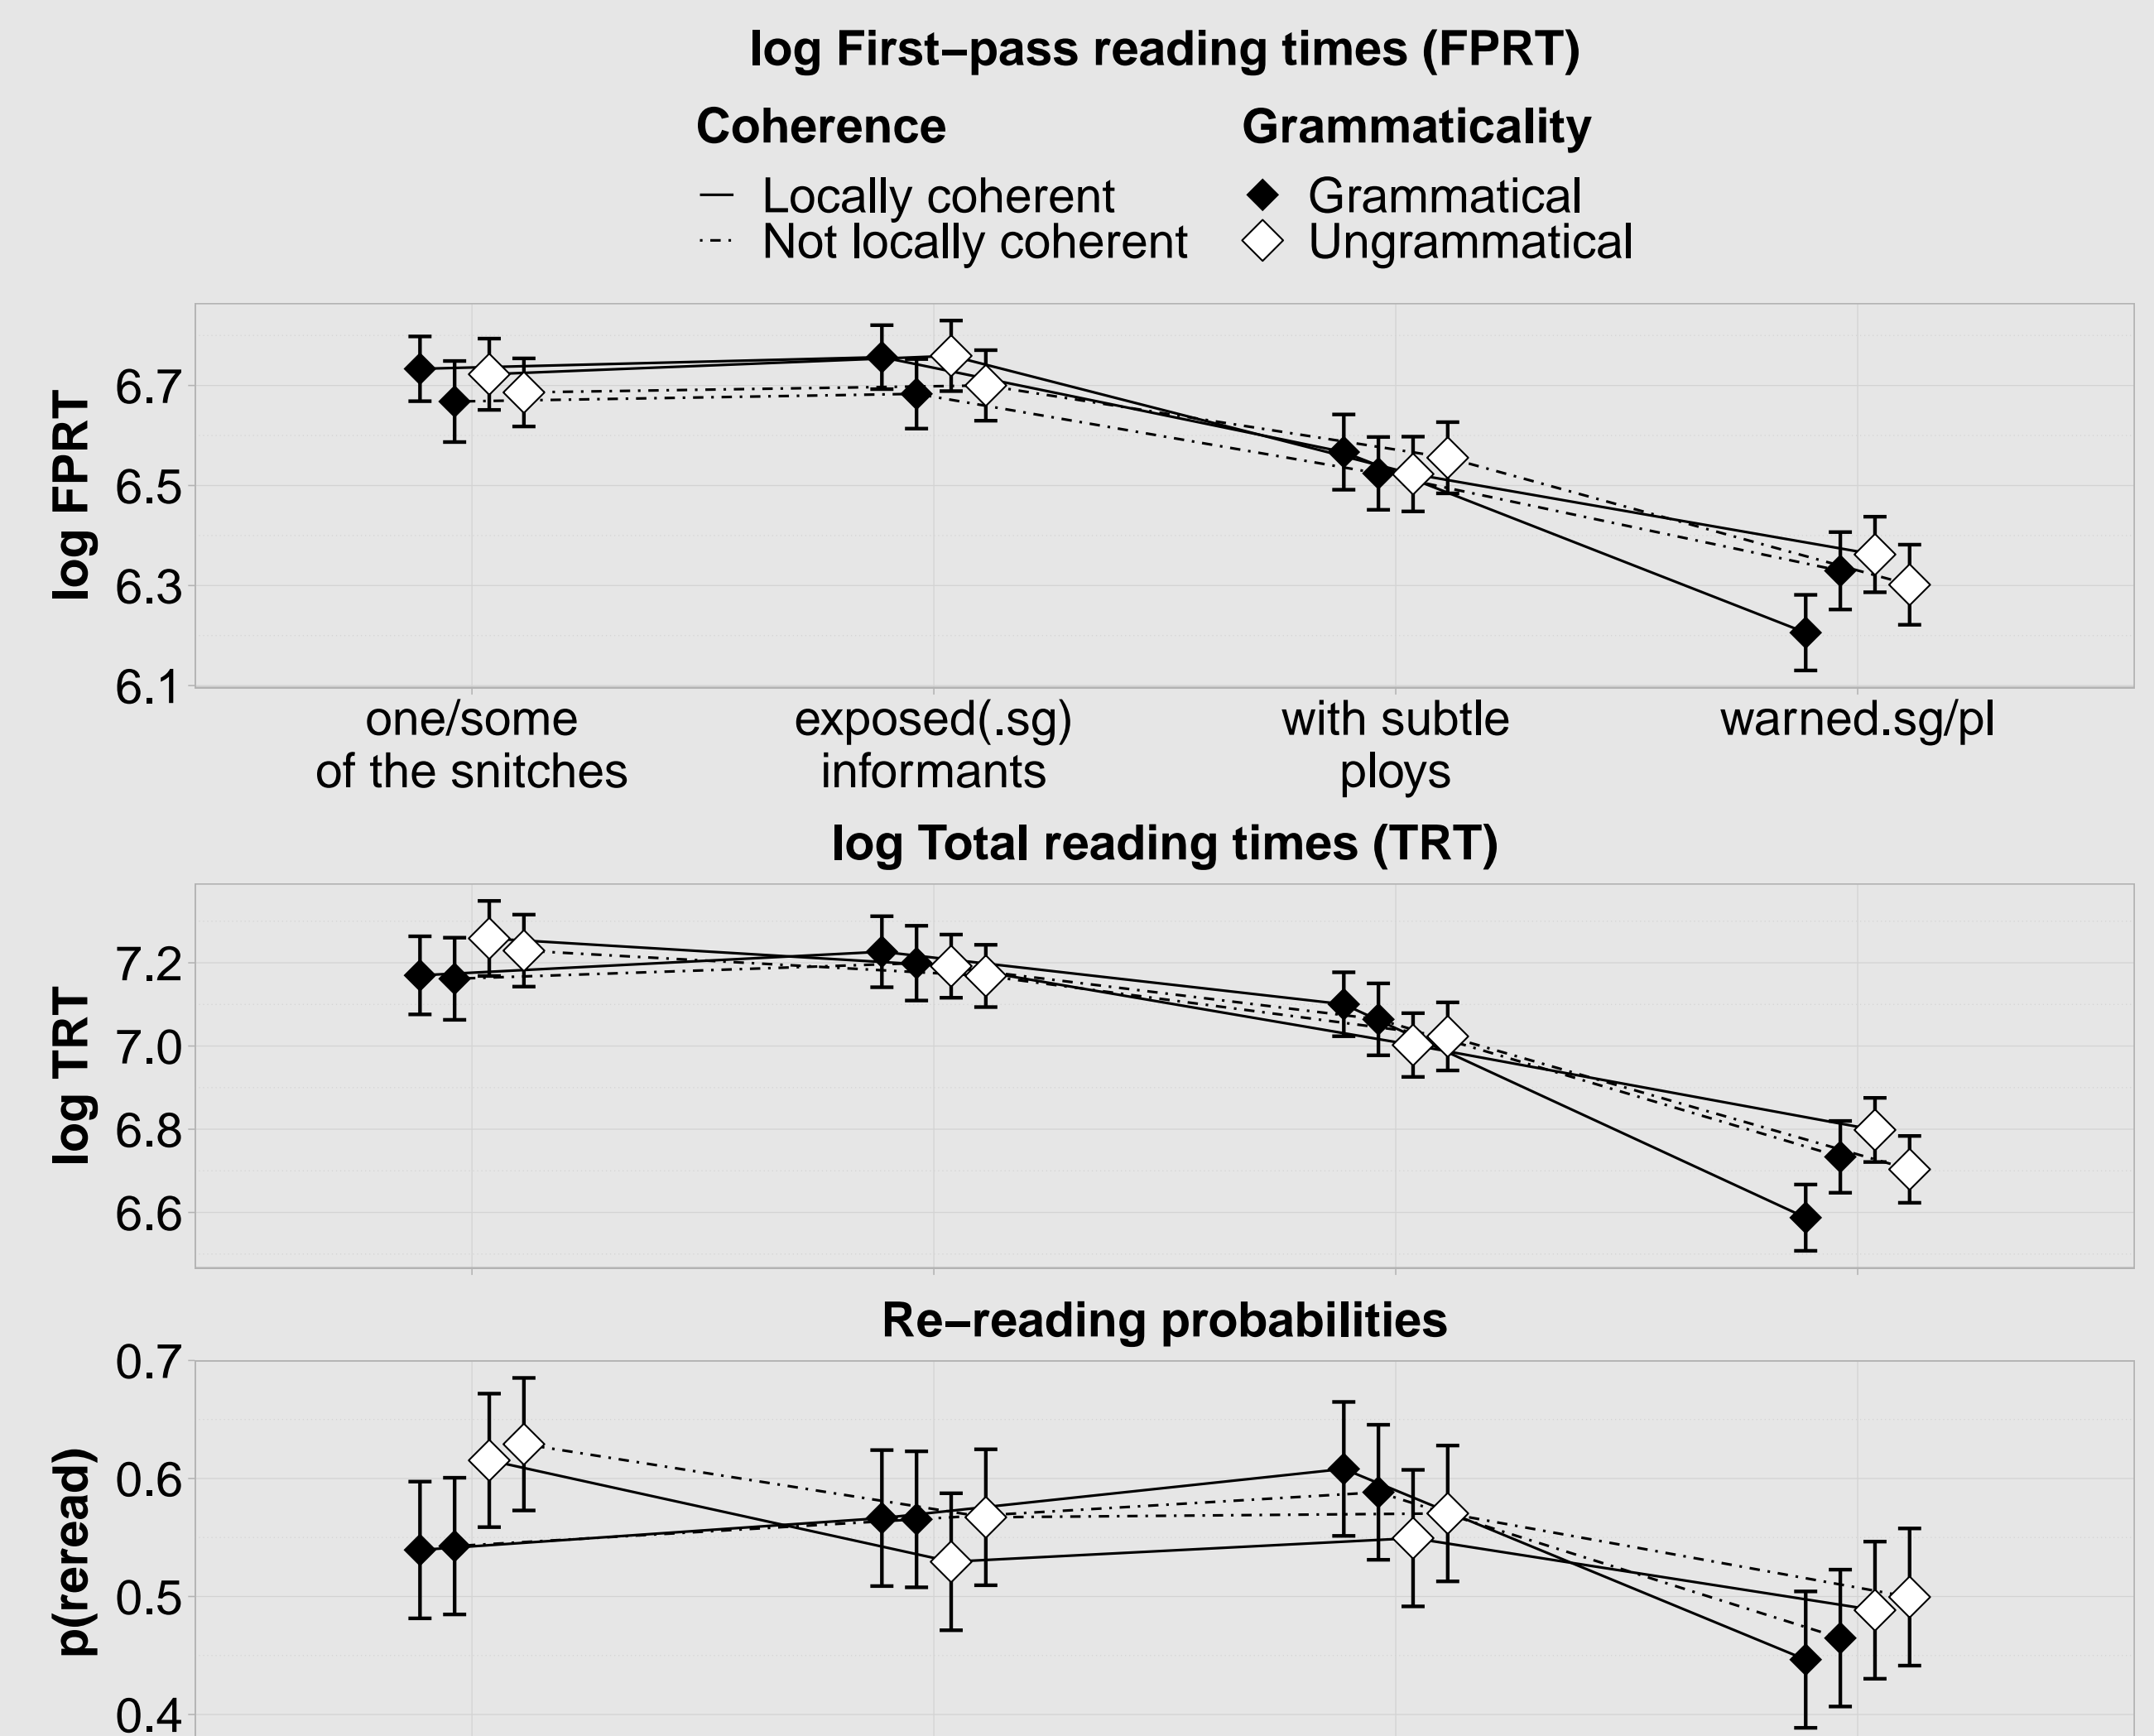 log First−pass reading times (FPRT)
Coherence
Locally coherent
Not locally coherent
Grammaticality
Grammatical
Ungrammatical
log FPRT
6.7
6.5
6.3
6.1
one/some
of the snitches
exposed(.sg)
informants
with subtle
ploys
warned.sg/pl
log Total reading times (TRT)
log TRT
7.2
7.0
6.8
6.6
Re−reading probabilities
p(reread)
0.7
0.6
0.5
0.4